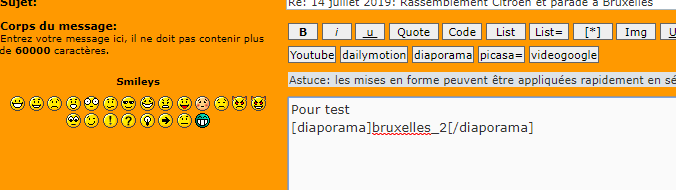 Sujet:
Re: 14 juillet 2019: Rassemblement Citroën et parade à Bruxelles
Corps du message:
Entrez votre message ici, il ne doit pas contenir plus
de 60000 caractères.
B i u Quote Code List List= [*] Img U
Youtube dailymotion diaporama picasa= videogoogle
Smileys
Astuce: les mises en forme peuvent être appliquées rapidement en sé
Pour test
[diaporama]bruxelles_2[/diaporama]